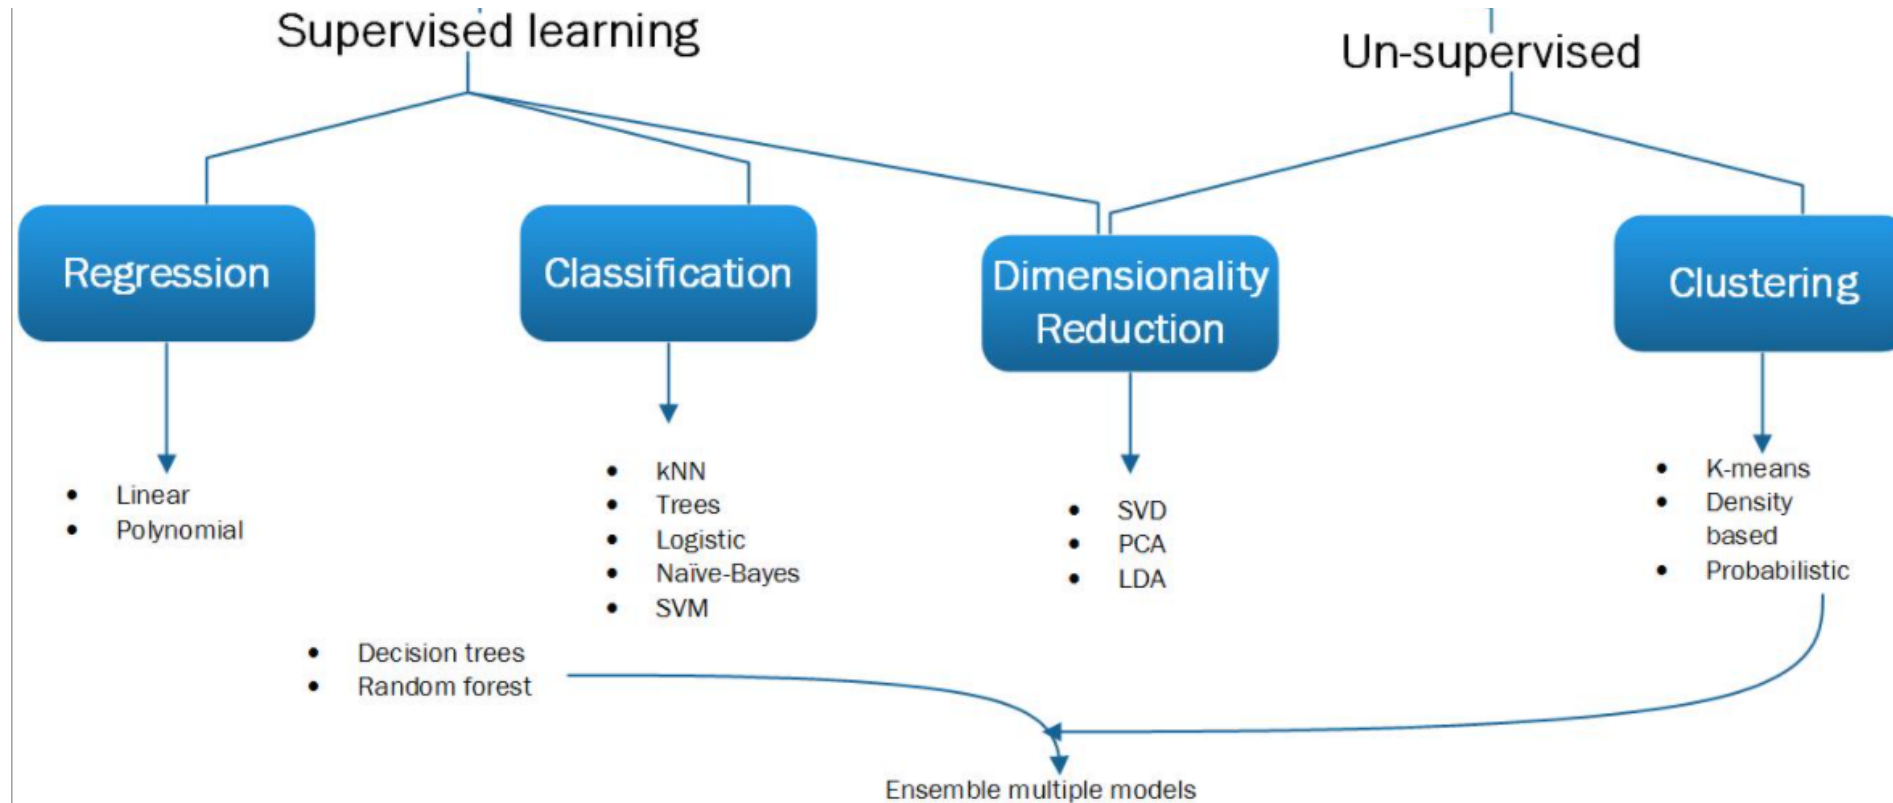 Supervised learning
Un-supervised
Regression
Classification
Dimensionality
Reduction
Clustering
• Linear
• Polynomial
• kNN
• Trees
• Logistic
• Naïve-Bayes
• SVM
• SVD
• PCA
• LDA
• K-means
• Density
based
• Probabilistic
• Decision trees
• Random forest
Ensemble multiple models